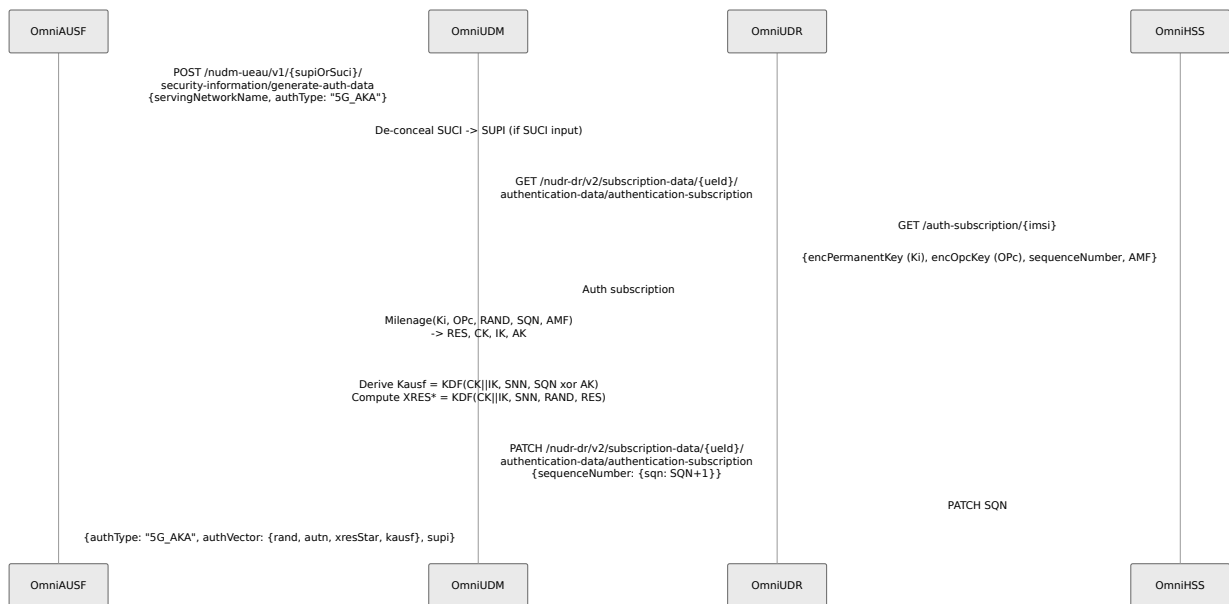 OmniAUSF
OmniUDM
OmniUDR
OmniHSS
POST /nudm-ueau/v1/{supiOrSuci}/
security-information/generate-auth-data
{servingNetworkName, authType: "5G_AKA"}
De-conceal SUCI -> SUPI (if SUCI input)
GET /nudr-dr/v2/subscription-data/{ueId}/
authentication-data/authentication-subscription
GET /auth-subscription/{imsi}
{encPermanentKey (Ki), encOpcKey (OPc), sequenceNumber, AMF}
Auth subscription
Milenage(Ki, OPc, RAND, SQN, AMF)
-> RES, CK, IK, AK
Derive Kausf = KDF(CK||IK, SNN, SQN xor AK)
Compute XRES* = KDF(CK||IK, SNN, RAND, RES)
PATCH /nudr-dr/v2/subscription-data/{ueId}/
authentication-data/authentication-subscription
{sequenceNumber: {sqn: SQN+1}}
PATCH SQN
{authType: "5G_AKA", authVector: {rand, autn, xresStar, kausf}, supi}
OmniAUSF
OmniUDM
OmniUDR
OmniHSS